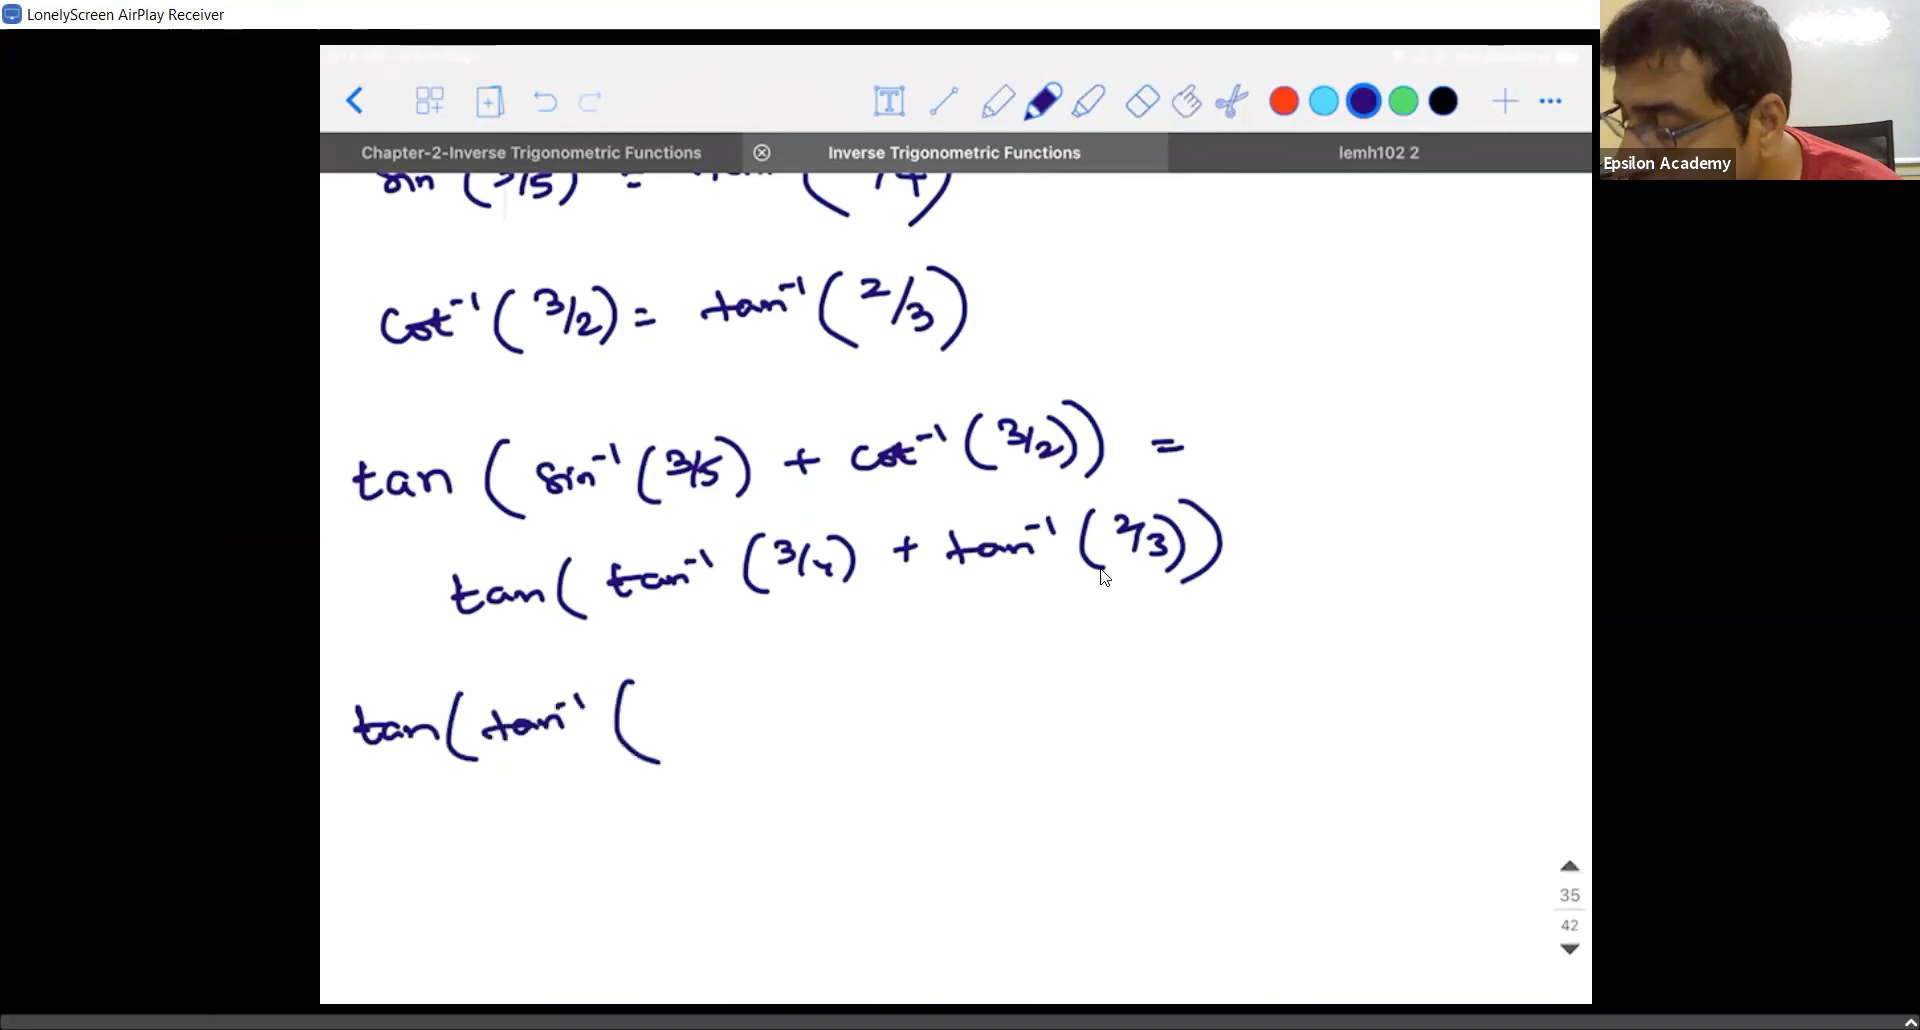 LonelyScreen AirPlay Receiver
Epsilon Academy
Chapter-2-Inverse Trigonometric Functions
Inverse Trigonometric Functions
lemh102 2
cot⁻¹(3/2) = tan⁻¹(2/3)
tan(sin⁻¹(3/5) + cot⁻¹(3/2)) =
tan(tan⁻¹(3/4) + tan⁻¹(2/3))
tan(tan⁻¹(
35
42